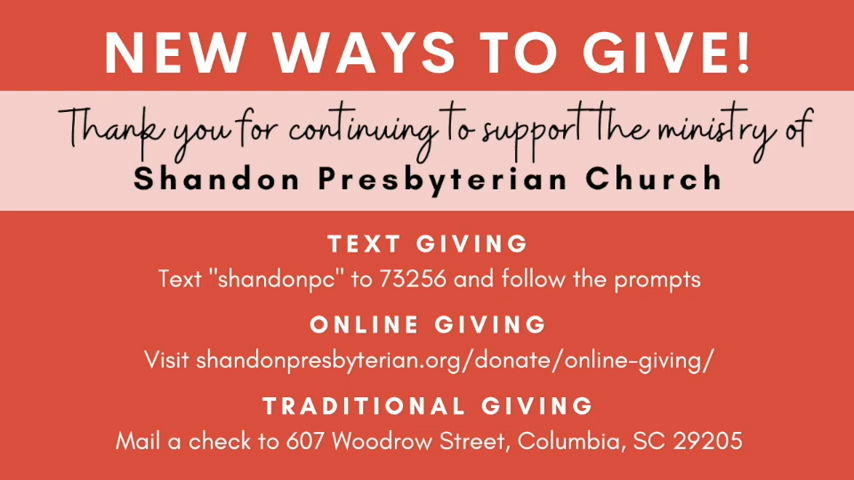 NEW WAYS TO GIVE!
Thank you for continuing to support the ministry of
Shandon Presbyterian Church
TEXT GIVING
Text "shandonpc" to 73256 and follow the prompts
ONLINE GIVING
Visit shandonpresbyterian.org/donate/online-giving/
TRADITIONAL GIVING
Mail a check to 607 Woodrow Street, Columbia, SC 29205